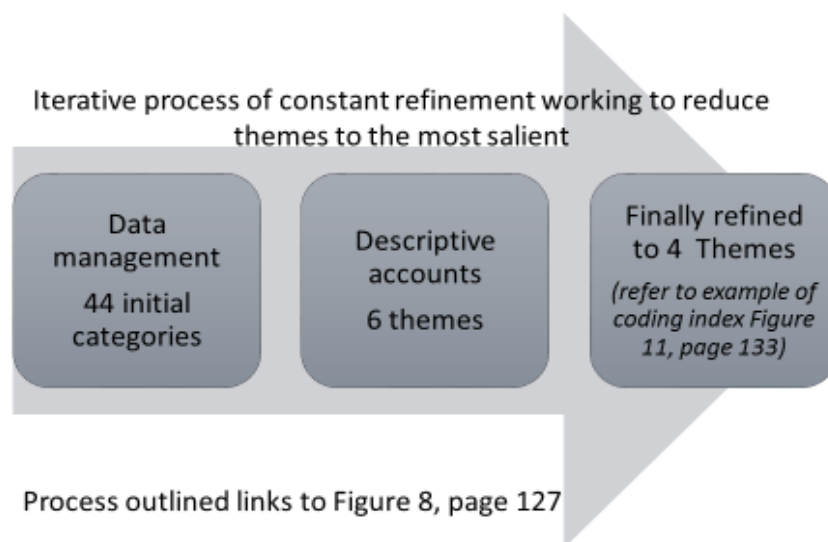 Iterative process of constant refinement working to reduce
themes to the most salient
Data
management
44 initial
categories
Descriptive
accounts
6 themes
Finally refined
to 4 Themes
(refer to example of
coding index Figure
11, page 133)
Process outlined links to Figure 8, page 127